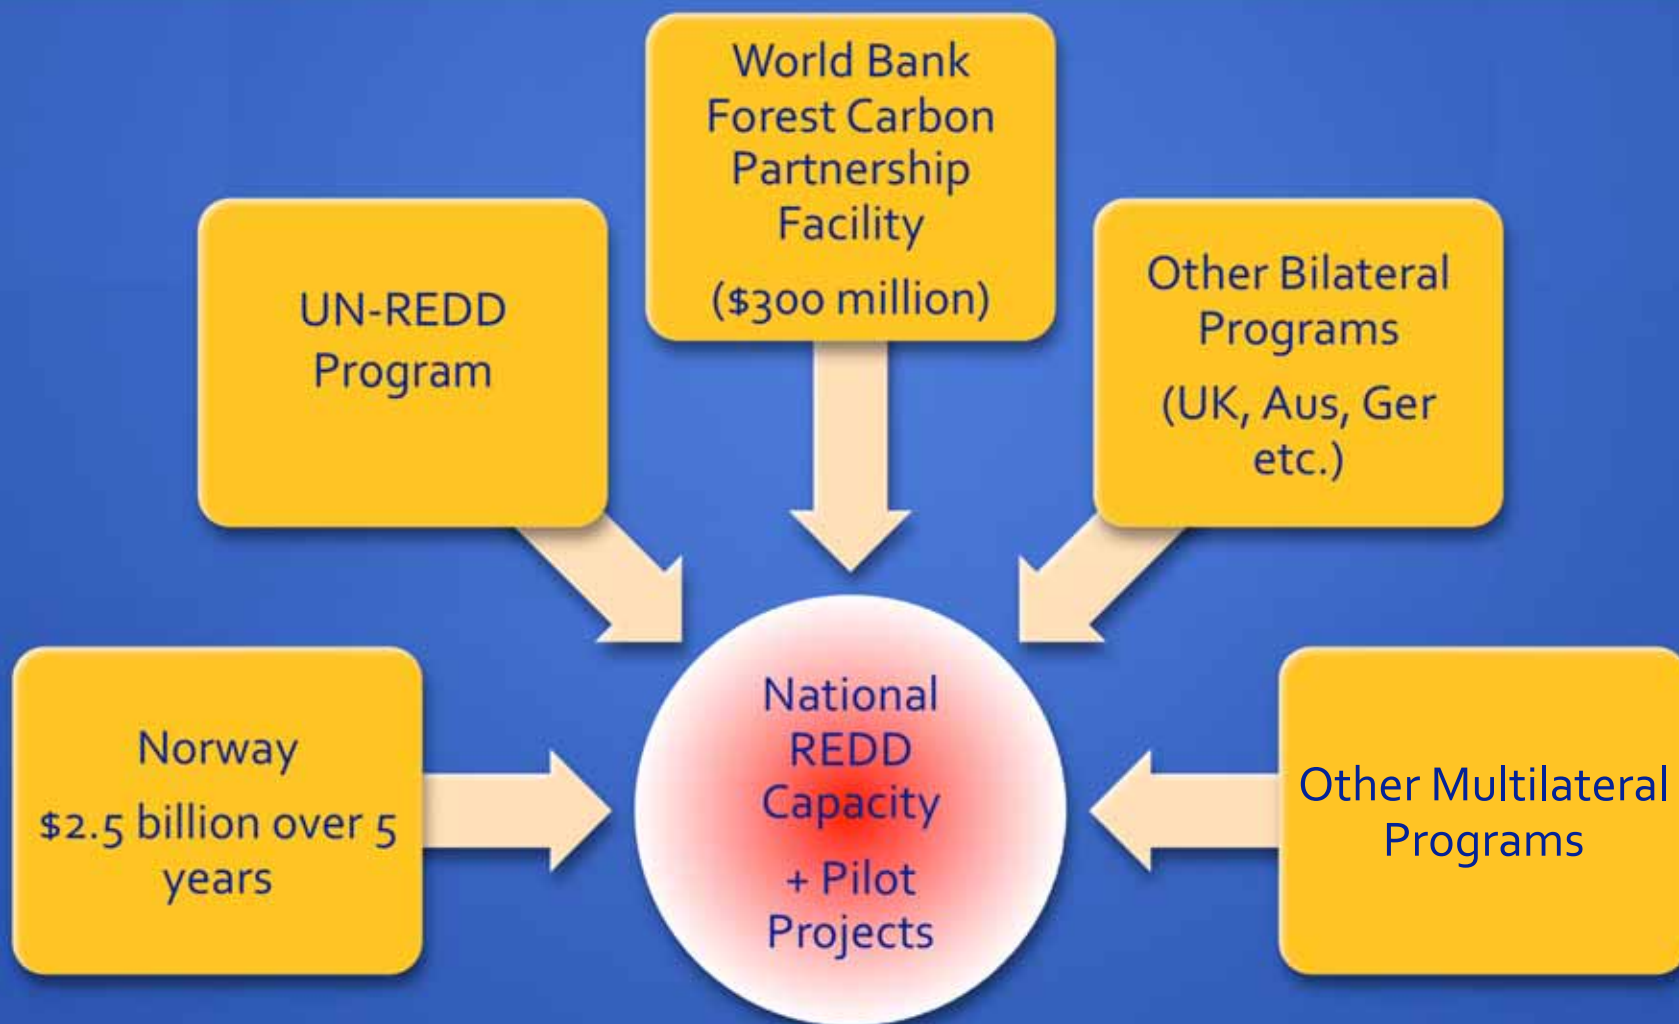 World Bank
Forest Carbon
Partnership
Facility
($300 million)
UN-REDD
Program
Other Bilateral
Programs
(UK, Aus, Ger
etc.)
Norway
$2.5 billion over 5
years
National
REDD
Capacity
+ Pilot
Projects
Other Multilateral
Programs